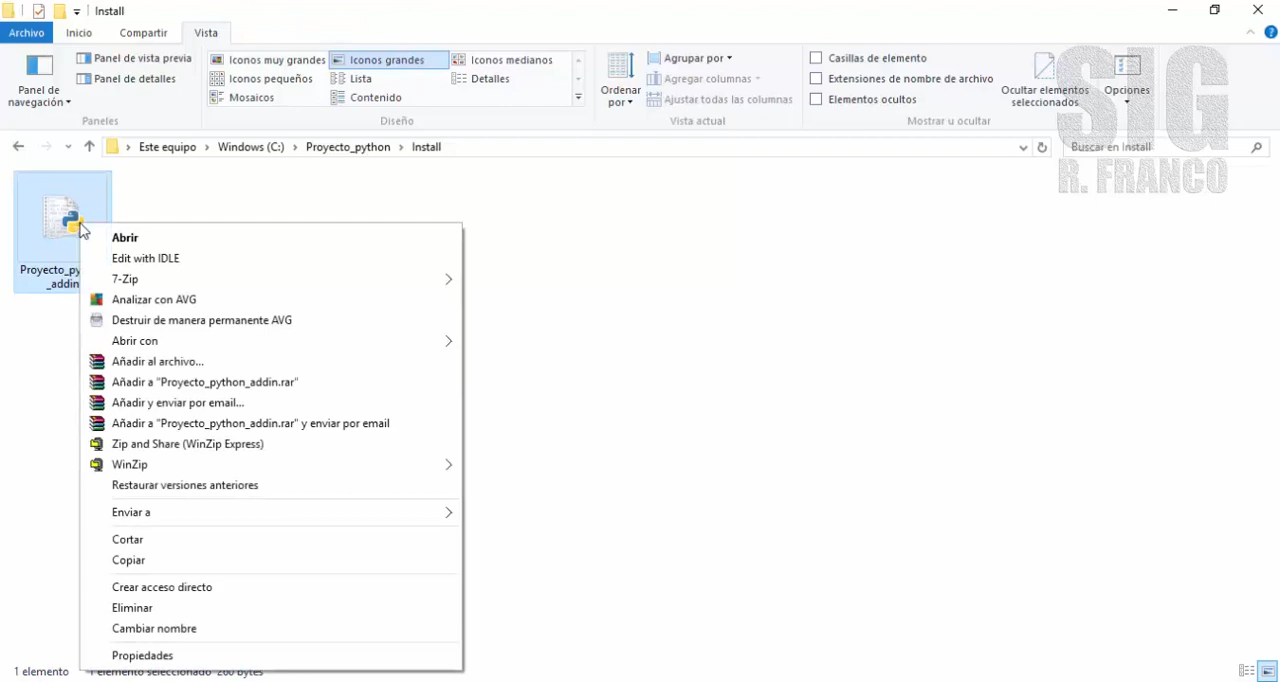 Install
Archivo Inicio Compartir Vista
Panel de navegación
Panel de vista previa
Panel de detalles
Paneles
Iconos muy grandes Iconos grandes Iconos medianos
Iconos pequeños Lista Detalles
Mosaicos Contenido
Diseño
Ordenar por
Agrupar por
Agregar columnas
Ajustar todas las columnas
Vista actual
Casillas de elemento
Extensiones de nombre de archivo
Elementos ocultos
Ocultar elementos seleccionados
Opciones
Mostrar u ocultar
SIG
R. FRANCO
Este equipo Windows (C:) Proyecto_python Install
Buscar en Install
Proyecto_py
_addin
Abrir
Edit with IDLE
7-Zip
Analizar con AVG
Destruir de manera permanente AVG
Abrir con
Añadir al archivo...
Añadir a "Proyecto_python_addin.rar"
Añadir y enviar por email...
Añadir a "Proyecto_python_addin.rar" y enviar por email
Zip and Share (WinZip Express)
WinZip
Restaurar versiones anteriores
Enviar a
Cortar
Copiar
Crear acceso directo
Eliminar
Cambiar nombre
Propiedades
1 elemento 1 elemento seleccionado 260 bytes